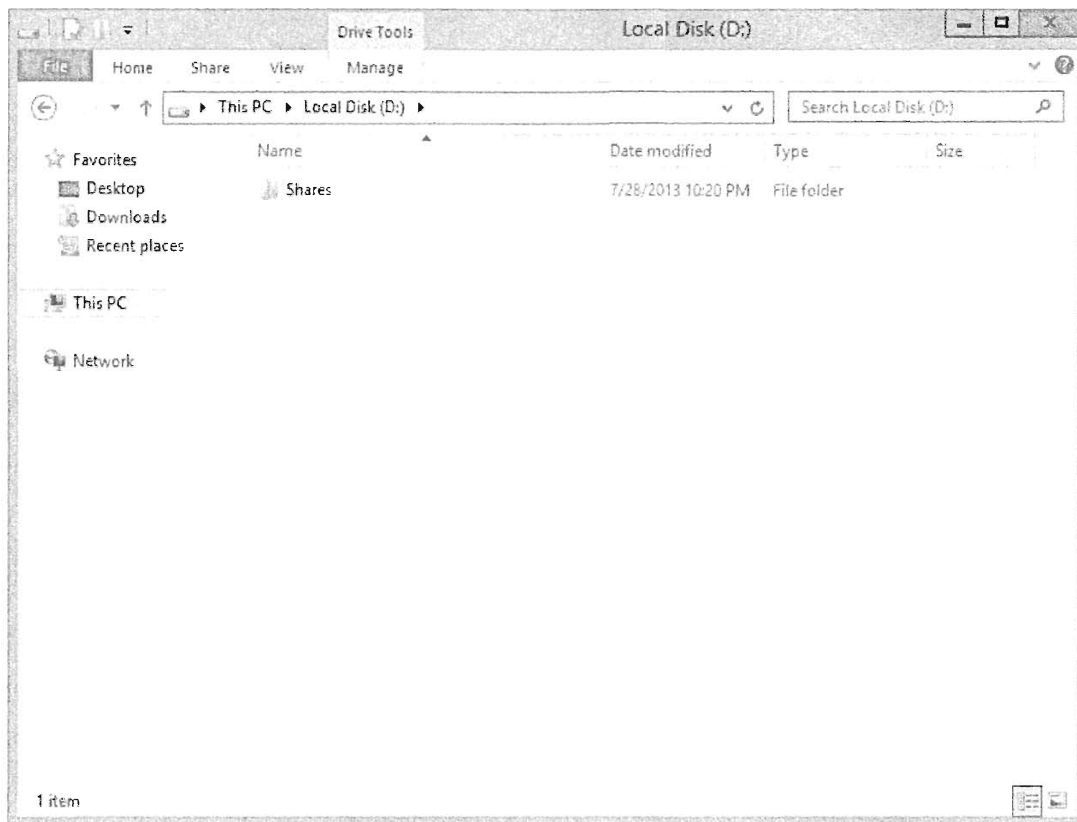 Drive Tools Local Disk (D:)
File Home Share View Manage
This PC Local Disk (D:) Search Local Disk (D:)
Name Date modified Type Size
Favorites
Desktop
Downloads
Recent places
This PC
Network
Shares 7/28/2013 10:20 PM File folder
1 item